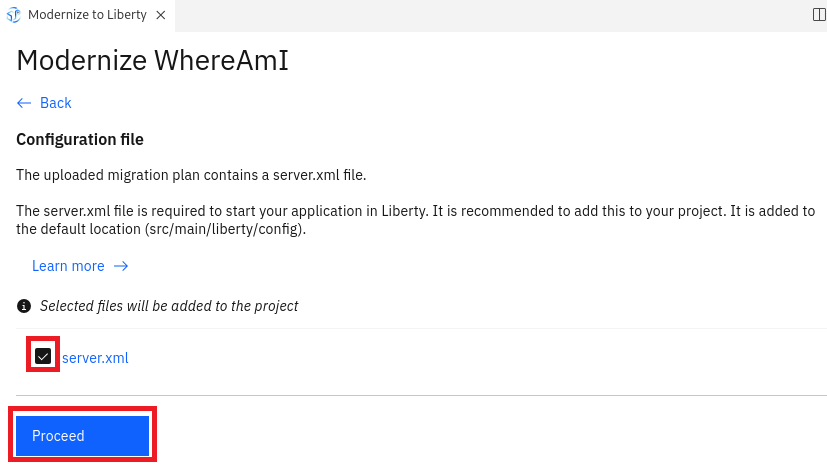 Modernize to Liberty
Modernize WhereAmI
Back
Configuration file
The uploaded migration plan contains a server.xml file.
The server.xml file is required to start your application in Liberty. It is recommended to add this to your project. It is added to
the default location (src/main/liberty/config).
Learn more
Selected files will be added to the project
server.xml
Proceed